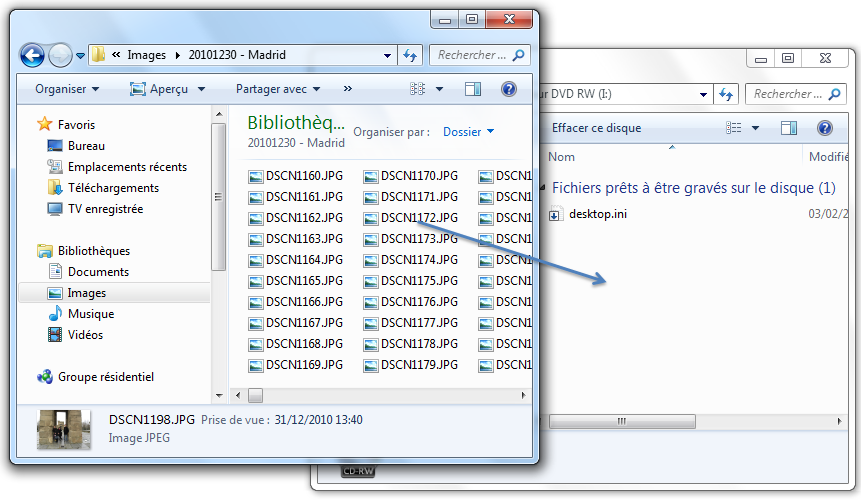 « Images ▸ 20101230 - Madrid
Rechercher ...
Organiser
Aperçu
Partager avec
»
Favoris
Bureau
Emplacements récents
Téléchargements
TV enregistrée
Bibliothèques
Documents
Images
Musique
Vidéos
Groupe résidentiel
Bibliothèq...
20101230 - Madrid
Organiser par :
Dossier
DSCN1160.JPG
DSCN1161.JPG
DSCN1162.JPG
DSCN1163.JPG
DSCN1164.JPG
DSCN1165.JPG
DSCN1166.JPG
DSCN1167.JPG
DSCN1168.JPG
DSCN1169.JPG
DSCN1170.JPG
DSCN1171.JPG
DSCN1172.JPG
DSCN1173.JPG
DSCN1174.JPG
DSCN1175.JPG
DSCN1176.JPG
DSCN1177.JPG
DSCN1178.JPG
DSCN1179.JPG
DSCN1
DSCN1
DSCN1
DSCN1
DSCN1
DSCN1
DSCN1
DSCN1
DSCN1
DSCN1
DSCN1198.JPG Prise de vue : 31/12/2010 13:40
Image JPEG
ur DVD RW (I:)
Rechercher ...
Effacer ce disque
Nom
Modifié
Fichiers prêts à être gravés sur le disque (1)
desktop.ini
03/02/2
CD-RW